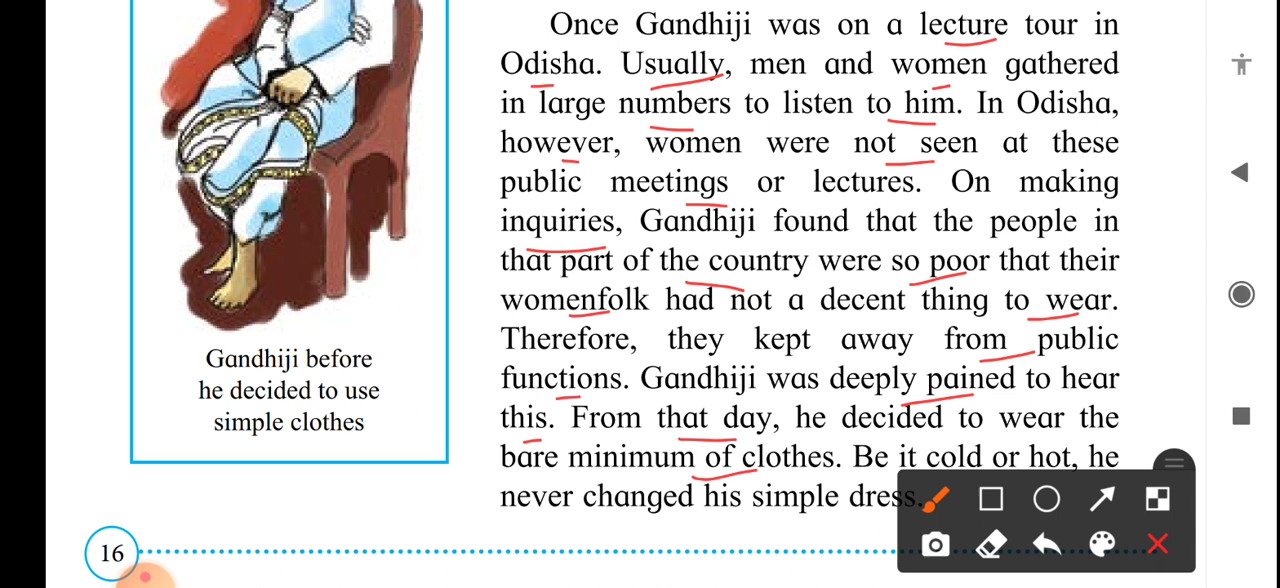 Once Gandhiji was on a lecture tour in
Odisha. Usually, men and women gathered
in large numbers to listen to him. In Odisha,
however, women were not seen at these
public meetings or lectures. On making
inquiries, Gandhiji found that the people in
that part of the country were so poor that their
womenfolk had not a decent thing to wear.
Therefore, they kept away from public
functions. Gandhiji was deeply pained to hear
this. From that day, he decided to wear the
bare minimum of clothes. Be it cold or hot, he
never changed his simple dress.
Gandhiji before
he decided to use
simple clothes
16